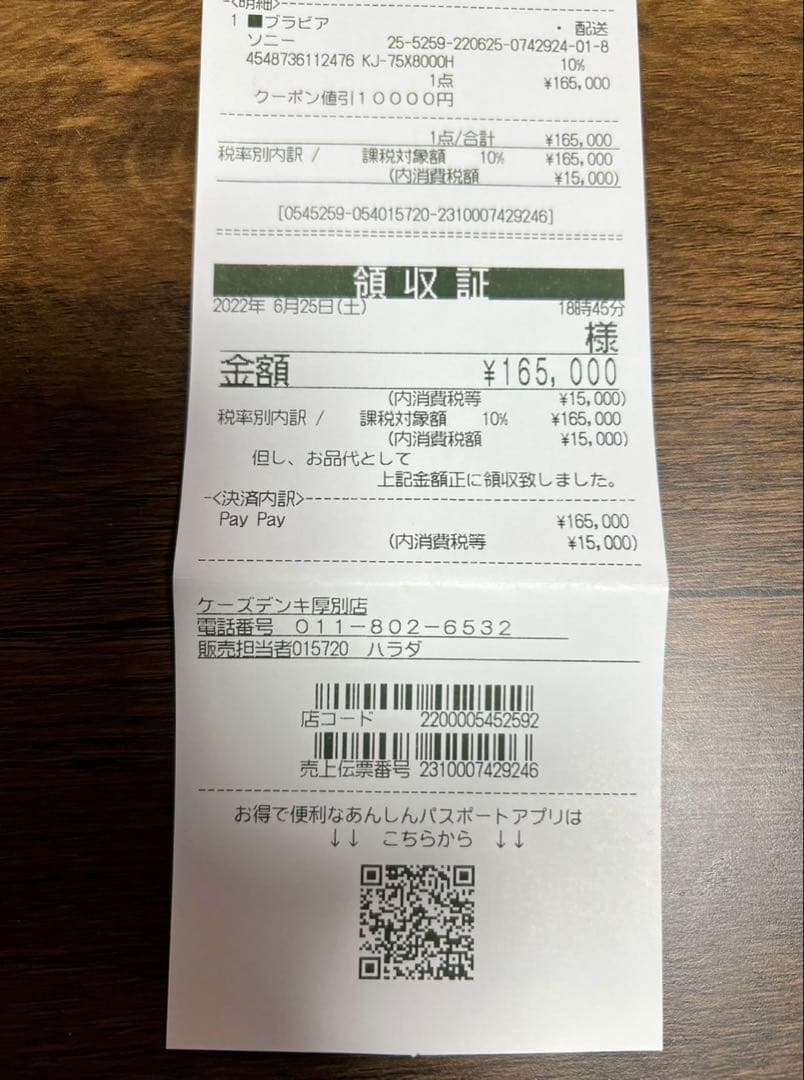 -<明細>-
1 ■ブラビア ・ 配送
ソニー 25-5259-220625-0742924-01-8
4548736112476 KJ-75X8000H 10%
1点 ¥165,000
クーポン値引10000円
1点/合計 ¥165,000
税率別内訳 / 課税対象額 10% ¥165,000
(内消費税額 ¥15,000)
[0545259-054015720-2310007429246]
領収証
2022年 6月25日(土) 18時45分
様
金額 ¥165,000
(内消費税等 ¥15,000)
税率別内訳 / 課税対象額 10% ¥165,000
(内消費税額 ¥15,000)
但し、お品代として
上記金額正に領収致しました。
-<決済内訳>-
Pay Pay ¥165,000
(内消費税等 ¥15,000)
ケーズデンキ厚別店
電話番号 011-802-6532
販売担当者015720 ハラダ
店コード 2200005452592
売上伝票番号 2310007429246
お得で便利なあんしんパスポートアプリは
↓↓ こちらから ↓↓